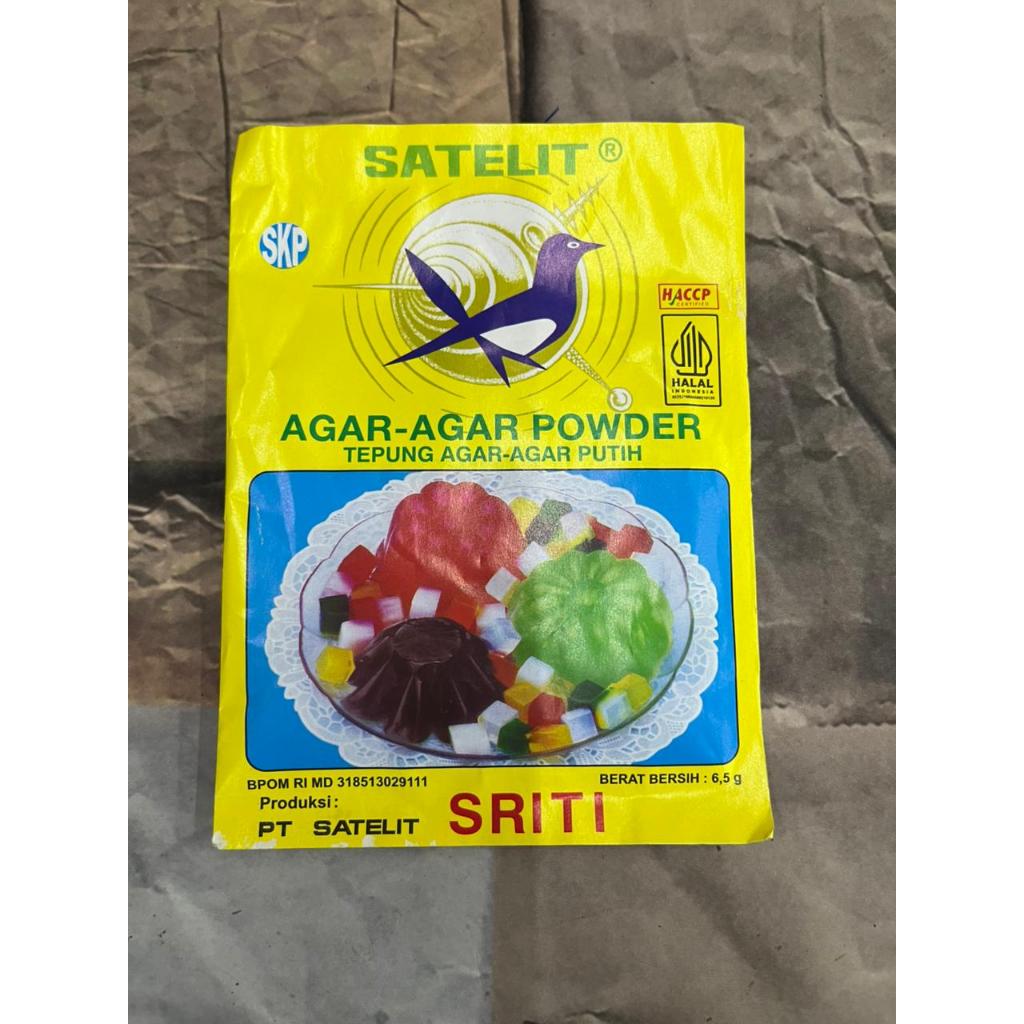 SATELIT ®
SKP
HACCP
CERTIFIED
HALAL
INDONESIA
AGAR-AGAR POWDER
TEPUNG AGAR-AGAR PUTIH
BPOM RI MD 318513029111
BERAT BERSIH : 6,5 g
Produksi :
PT SATELIT
SRITI